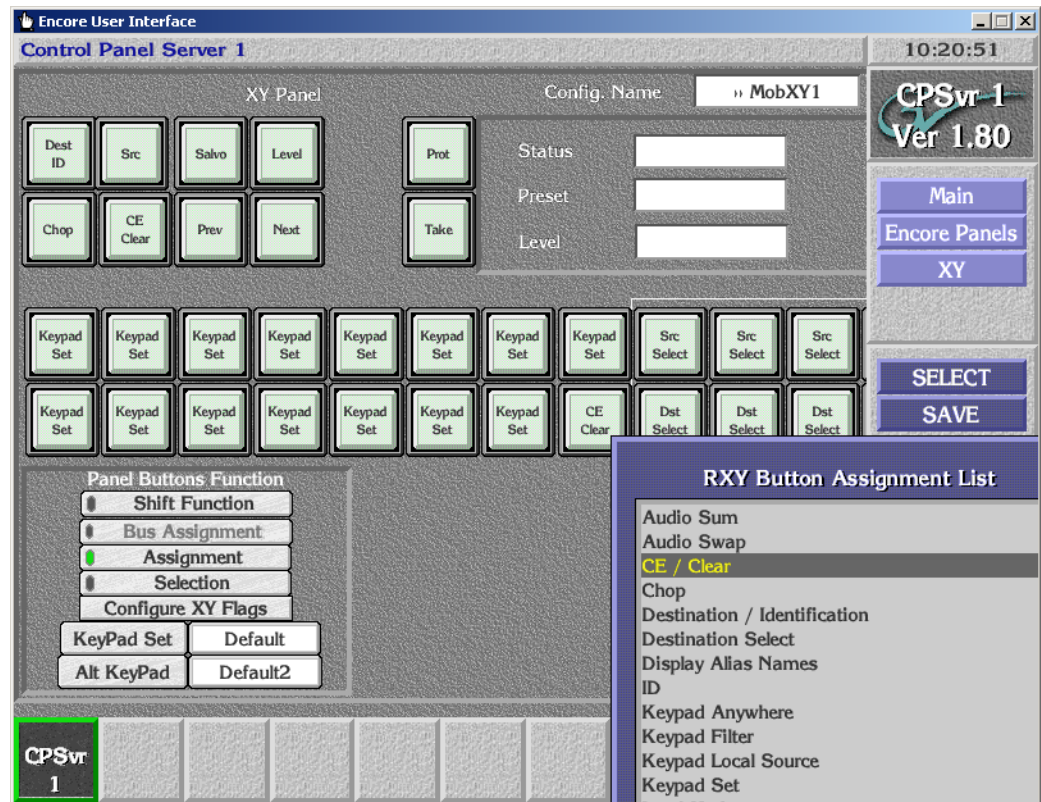 Encore User Interface
Control Panel Server 1
10:20:51
XY Panel
Config. Name
›› MobXY1
CPSvr 1
Ver 1.80
Dest ID
Src
Salvo
Level
Prot
Status
Preset
Level
Chop
CE Clear
Prev
Next
Take
Main
Encore Panels
XY
Keypad Set
Keypad Set
Keypad Set
Keypad Set
Keypad Set
Keypad Set
Keypad Set
Keypad Set
Src Select
Src Select
Src Select
SELECT
SAVE
Keypad Set
Keypad Set
Keypad Set
Keypad Set
Keypad Set
Keypad Set
Keypad Set
CE Clear
Dst Select
Dst Select
Dst Select
Panel Buttons Function
Shift Function
Bus Assignment
Assignment
Selection
Configure XY Flags
KeyPad Set
Default
Alt KeyPad
Default2
RXY Button Assignment List
Audio Sum
Audio Swap
CE / Clear
Chop
Destination / Identification
Destination Select
Display Alias Names
ID
Keypad Anywhere
Keypad Filter
Keypad Local Source
Keypad Set
CPSvr
1